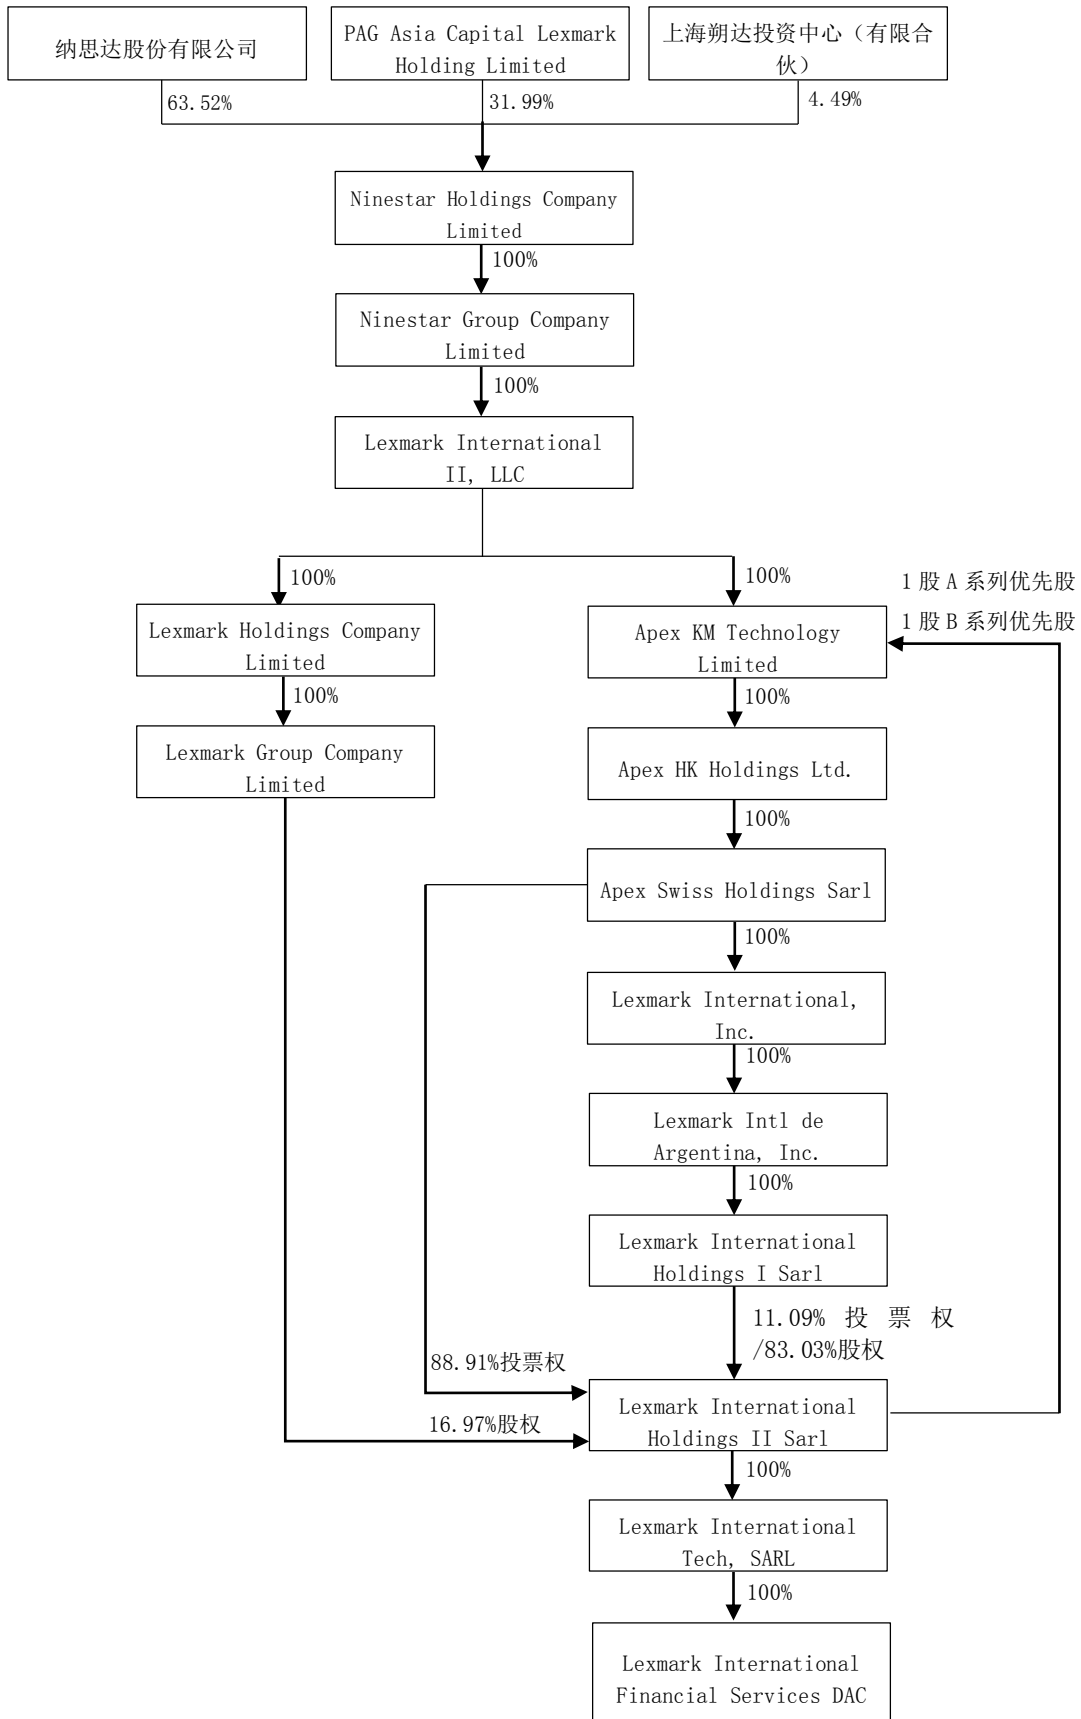 纳思达股份有限公司
PAG Asia Capital Lexmark
Holding Limited
上海朔达投资中心（有限合
伙）
63.52%
31.99%
4.49%
Ninestar Holdings Company
Limited
100%
Ninestar Group Company
Limited
100%
Lexmark International
II, LLC
100%
100%
1 股 A 系列优先股
1 股 B 系列优先股
Lexmark Holdings Company
Limited
Apex KM Technology
Limited
100%
100%
Lexmark Group Company
Limited
Apex HK Holdings Ltd.
100%
Apex Swiss Holdings Sarl
100%
Lexmark International,
Inc.
100%
Lexmark Intl de
Argentina, Inc.
100%
Lexmark International
Holdings I Sarl
11.09% 投 票 权
/83.03%股权
88.91%投票权
16.97%股权
Lexmark International
Holdings II Sarl
100%
Lexmark International
Tech, SARL
100%
Lexmark International
Financial Services DAC